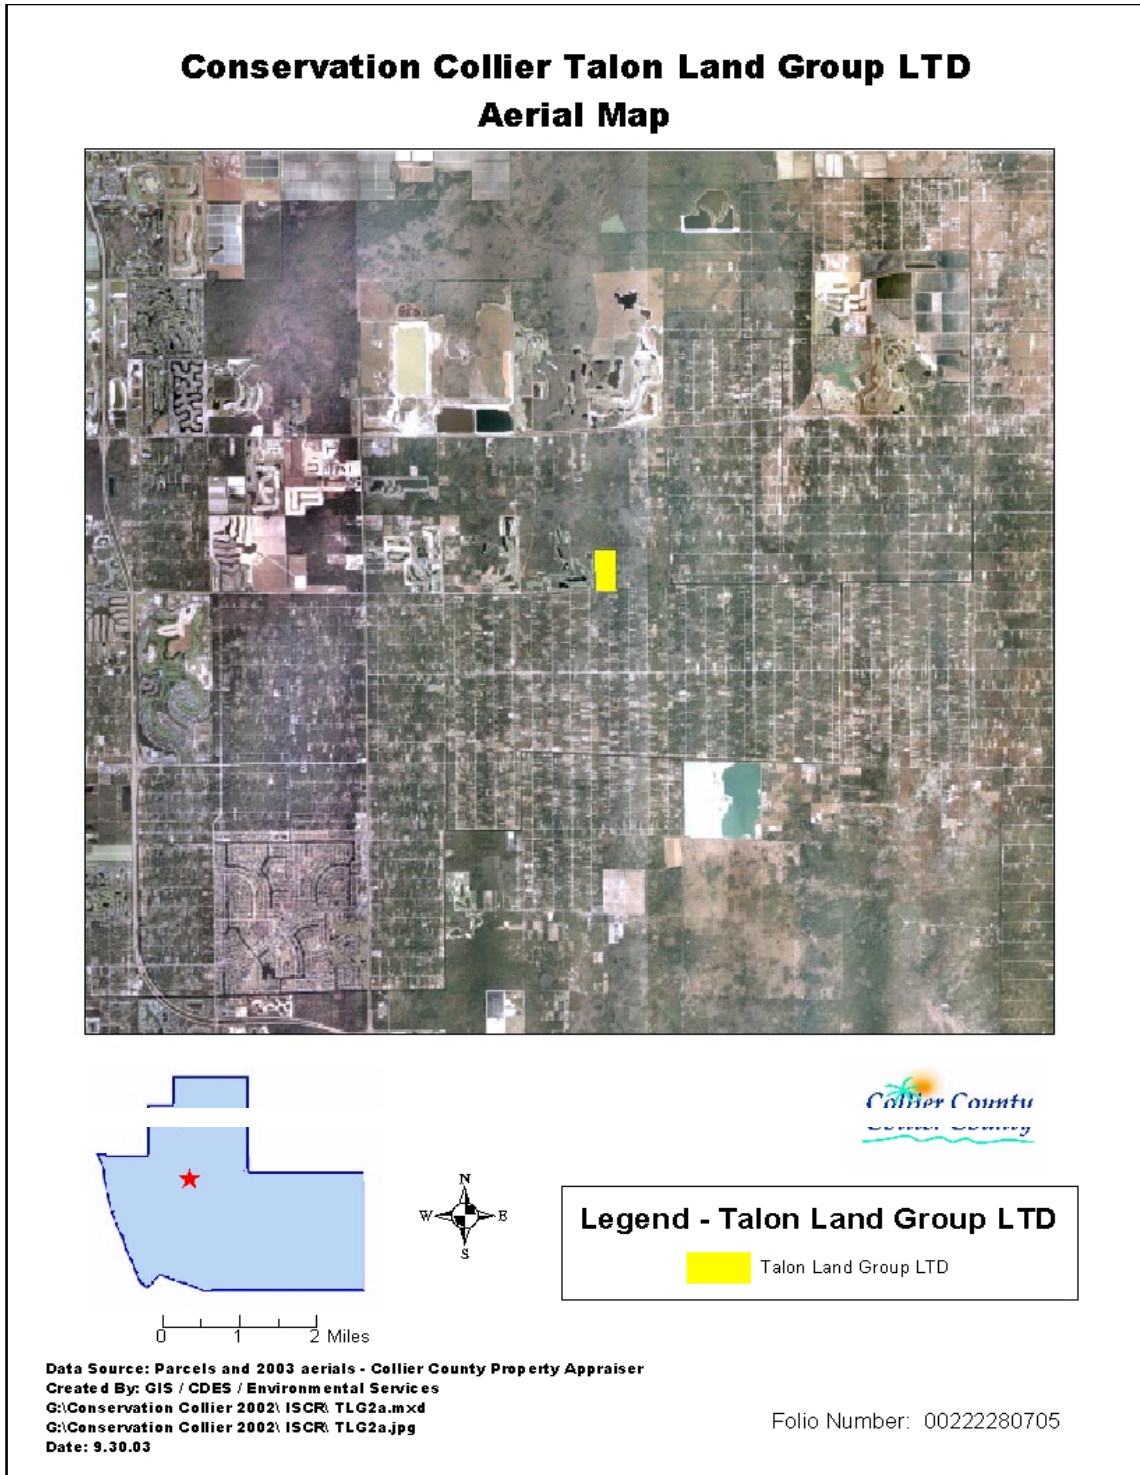 Conservation Collier Talon Land Group LTD
Aerial Map
Collier County
Collier County
N
W E
S
Legend - Talon Land Group LTD
Talon Land Group LTD
0 1 2 Miles
Data Source: Parcels and 2003 aerials - Collier County Property Appraiser
Created By: GIS / CDES / Environmental Services
G:\Conservation Collier 2002\ ISCR\ TLG2a.mxd
G:\Conservation Collier 2002\ ISCR\ TLG2a.jpg
Date: 9.30.03
Folio Number: 00222280705